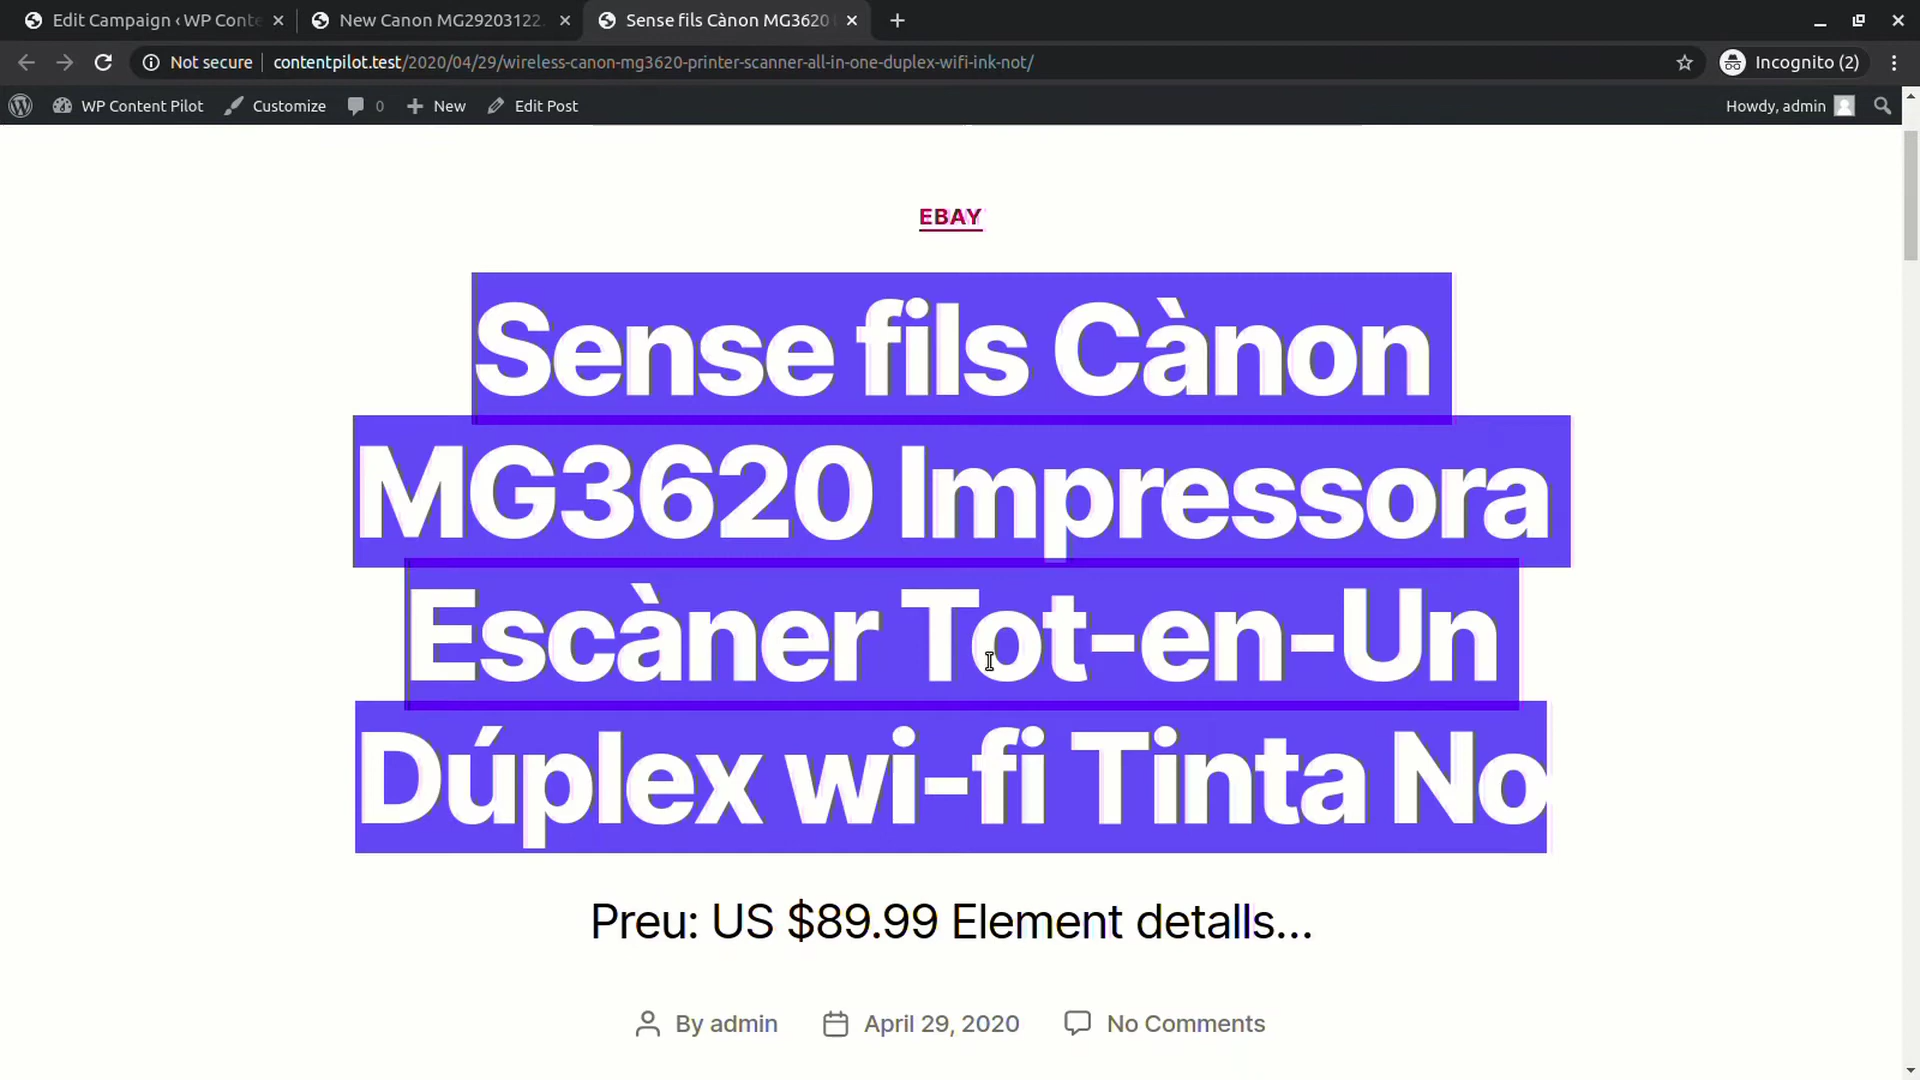 Edit Campaign ‹ WP Conte
New Canon MG29203122
Sense fils Cànon MG3620
Not secure
contentpilot.test/2020/04/29/wireless-canon-mg3620-printer-scanner-all-in-one-duplex-wifi-ink-not/
Incognito (2)
WP Content Pilot
Customize
0
New
Edit Post
Howdy, admin
EBAY
Sense fils Cànon
MG3620 Impressora
Escàner Tot-en-Un
Dúplex wi-fi Tinta No
Preu: US $89.99 Element detalls...
By admin
April 29, 2020
No Comments